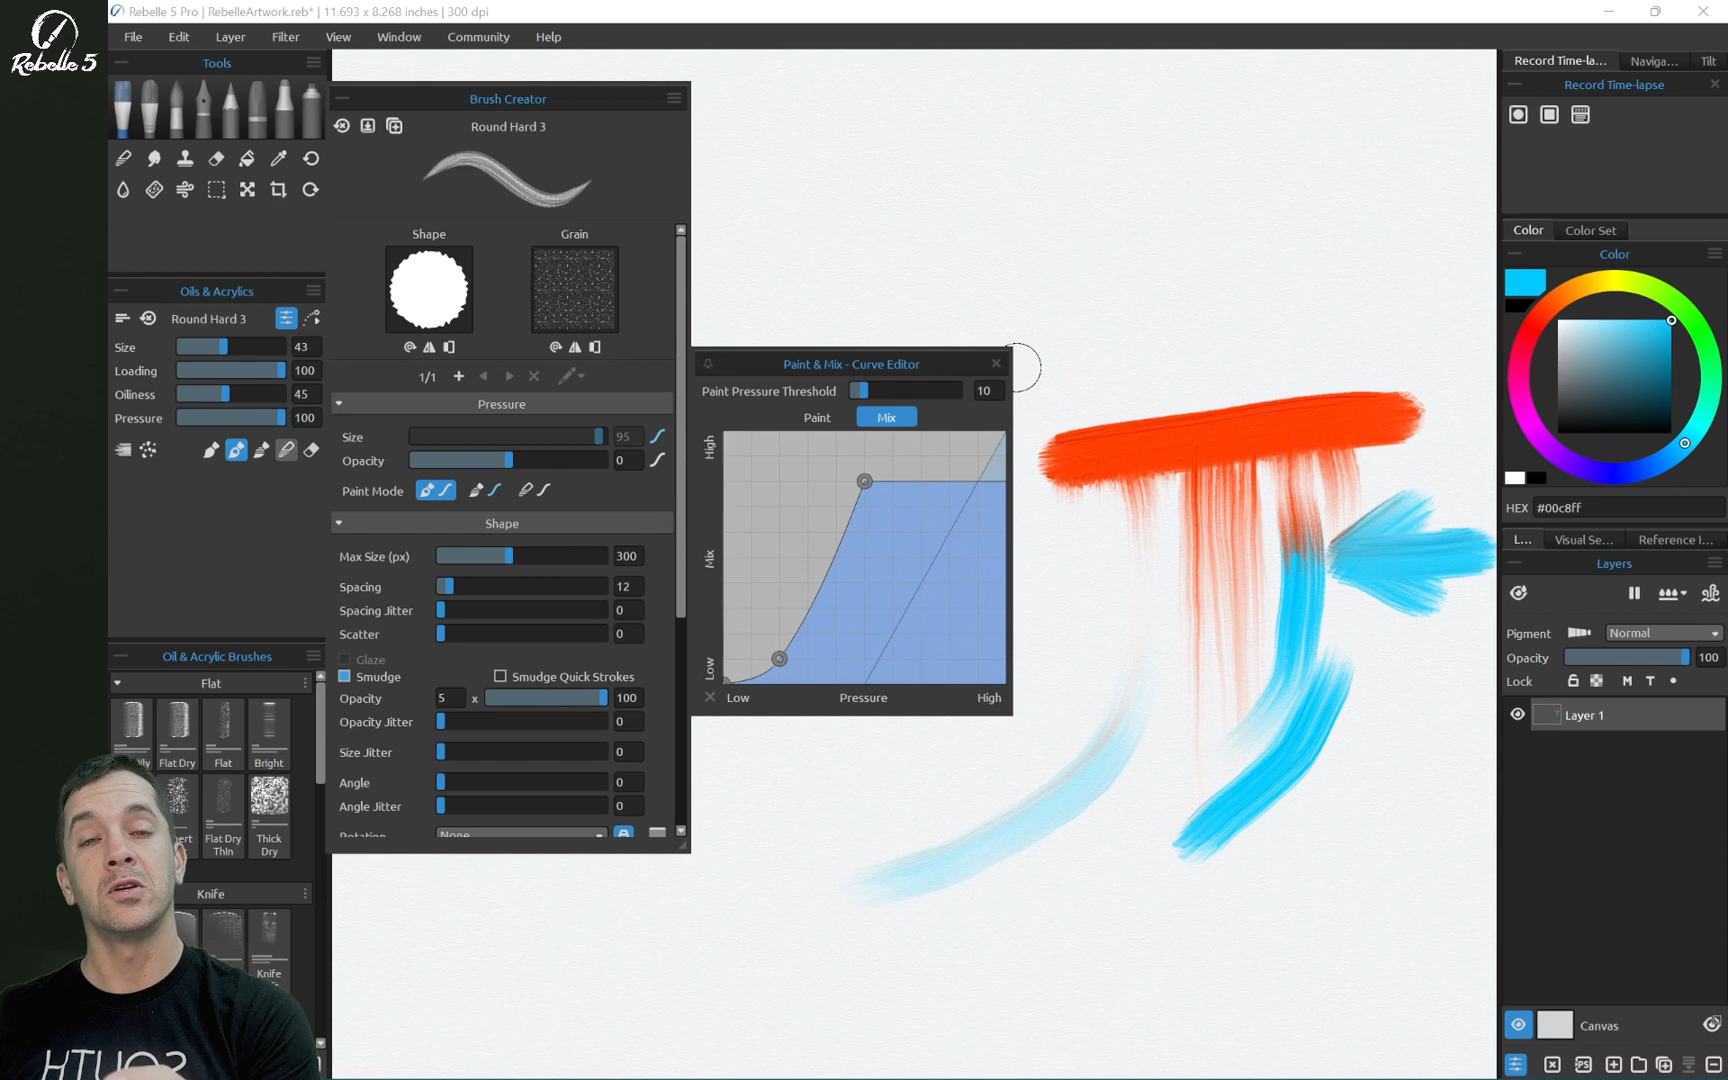 Rebelle 5
Rebelle 5 Pro | RebelleArtwork.reb* | 11.693 x 8.268 inches | 300 dpi
File Edit Layer Filter View Window Community Help
Tools
Oils & Acrylics
Round Hard 3
Size 43
Loading 100
Oiliness 45
Pressure 100
Oil & Acrylic Brushes
Flat
Flat Dry
Flat
Bright
Flat Dry
Thin
Thick
Dry
Knife
Knife
Brush Creator
Round Hard 3
Shape Grain
1/1
Pressure
Size 95
Opacity 0
Paint Mode
Shape
Max Size (px) 300
Spacing 12
Spacing Jitter 0
Scatter 0
Glaze
Smudge Smudge Quick Strokes
Opacity 5 x 100
Opacity Jitter 0
Size Jitter 0
Angle 0
Angle Jitter 0
Rotation None
Paint & Mix - Curve Editor
Paint Pressure Threshold 10
Paint Mix
High
Mix
Low
Low Pressure High
Record Time-la... Naviga... Tilt
Record Time-lapse
Color Color Set
Color
HEX #00c8ff
L... Visual Se... Reference I...
Layers
Pigment Normal
Opacity 100
Lock M T
Layer 1
Canvas
PS